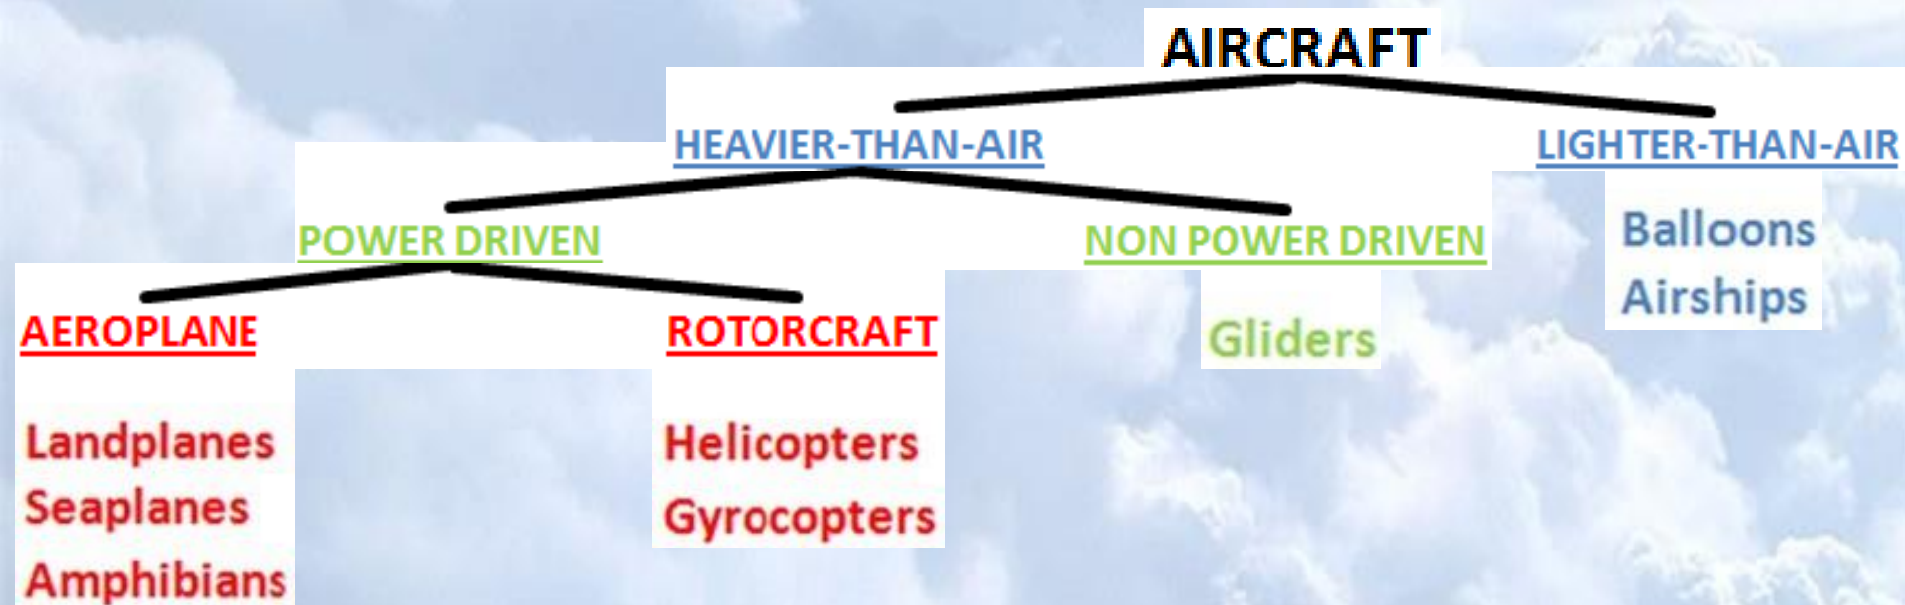 AIRCRAFT
HEAVIER-THAN-AIR
LIGHTER-THAN-AIR
POWER DRIVEN
NON POWER DRIVEN
Balloons
Airships
AEROPLANE
ROTORCRAFT
Gliders
Landplanes
Seaplanes
Amphibians
Helicopters
Gyrocopters